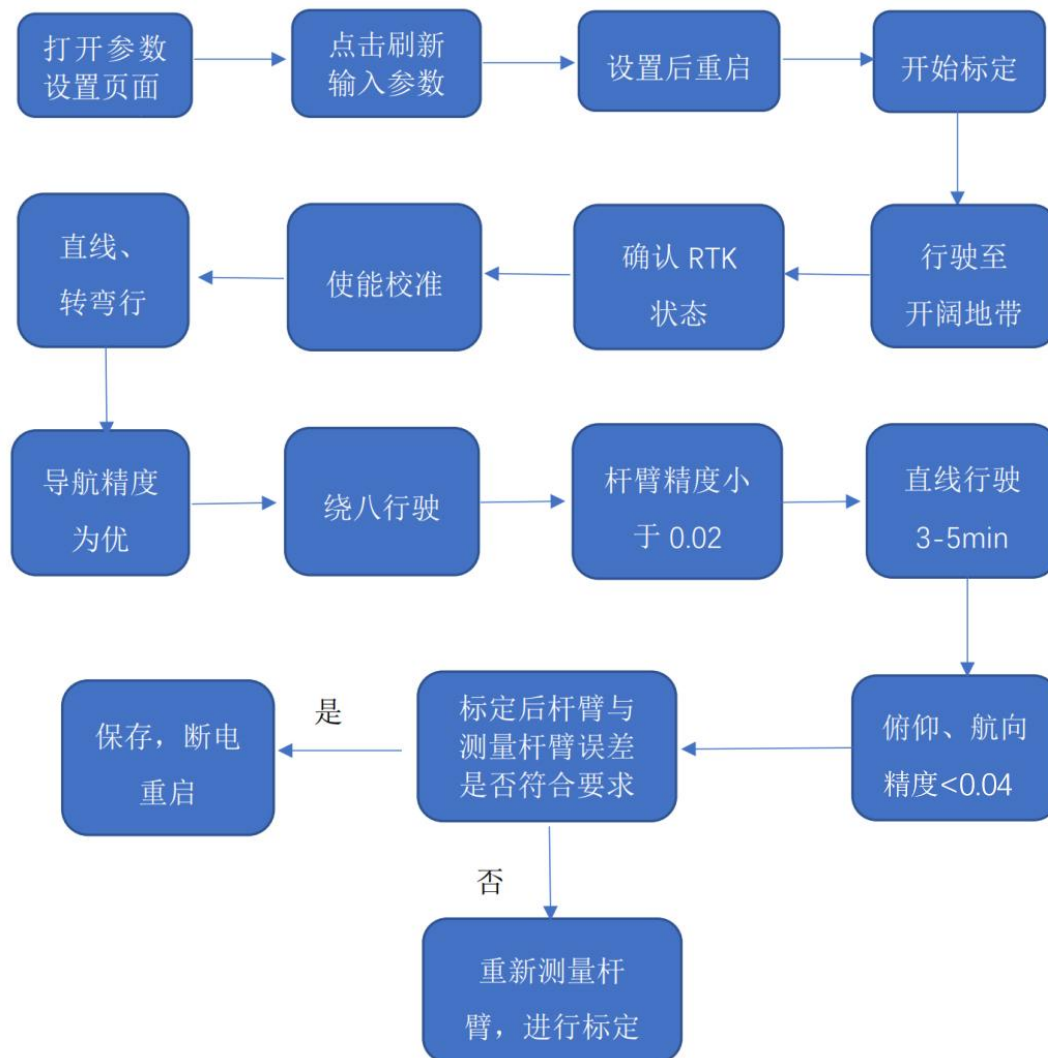 打开参数
设置页面
点击刷新
输入参数
设置后重启
开始标定
行驶至
开阔地带
确认 RTK
状态
使能校准
直线、
转弯行
导航精度
为优
绕八行驶
杆臂精度小
于 0.02
直线行驶
3-5min
俯仰、航向
精度<0.04
标定后杆臂与
测量杆臂误差
是否符合要求
是
保存，断电
重启
否
重新测量杆
臂，进行标定